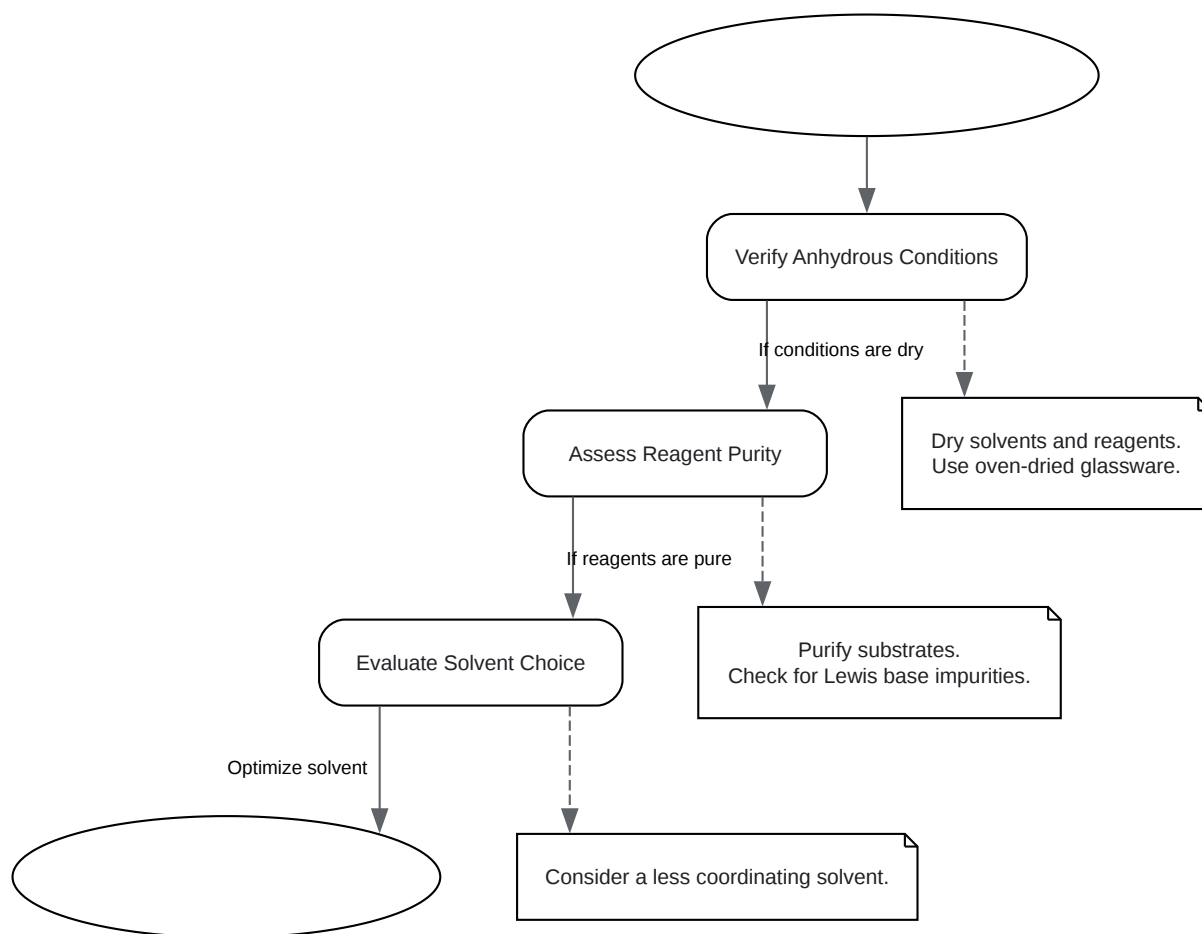 Verify Anhydrous Conditions
If conditions are dry
Dry solvents and reagents.
Use oven-dried glassware.
Assess Reagent Purity
If reagents are pure
Purify substrates.
Check for Lewis base impurities.
Evaluate Solvent Choice
Optimize solvent
Consider a less coordinating solvent.